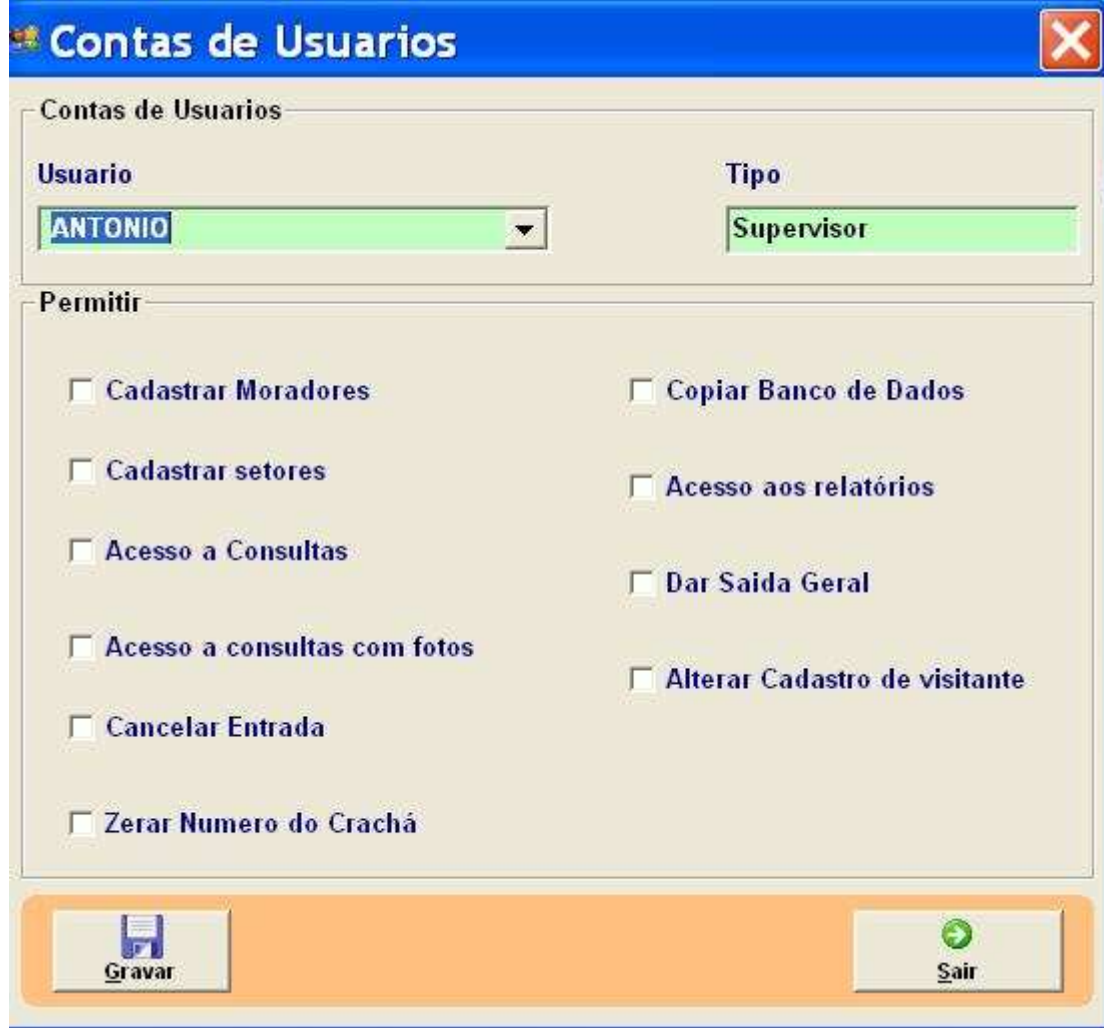 Contas de Usuarios
Contas de Usuarios
Usuario
Tipo
ANTONIO
Supervisor
Permitir
Cadastrar Moradores
Cadastrar setores
Acesso a Consultas
Acesso a consultas com fotos
Cancelar Entrada
Zerar Numero do Crachá
Copiar Banco de Dados
Acesso aos relatórios
Dar Saida Geral
Alterar Cadastro de visitante
Gravar
Sair